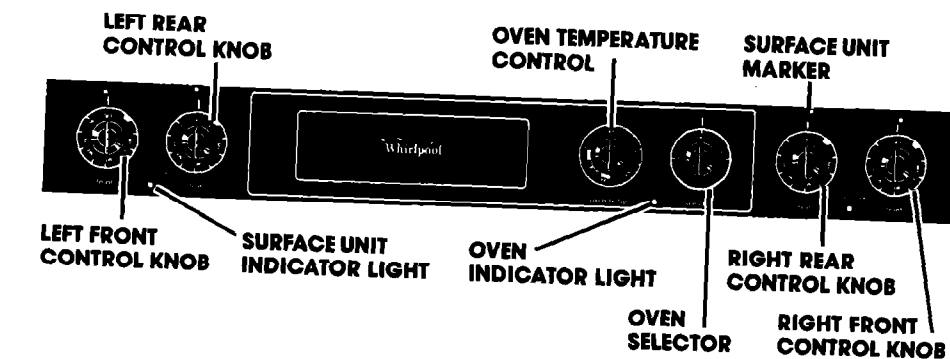 LEFT REAR
CONTROL KNOB
OVEN TEMPERATURE
CONTROL
SURFACE UNIT
MARKER
Whirlpool
LEFT FRONT
CONTROL KNOB
SURFACE UNIT
INDICATOR LIGHT
OVEN
INDICATOR LIGHT
OVEN
SELECTOR
RIGHT REAR
CONTROL KNOB
RIGHT FRONT
CONTROL KNOB